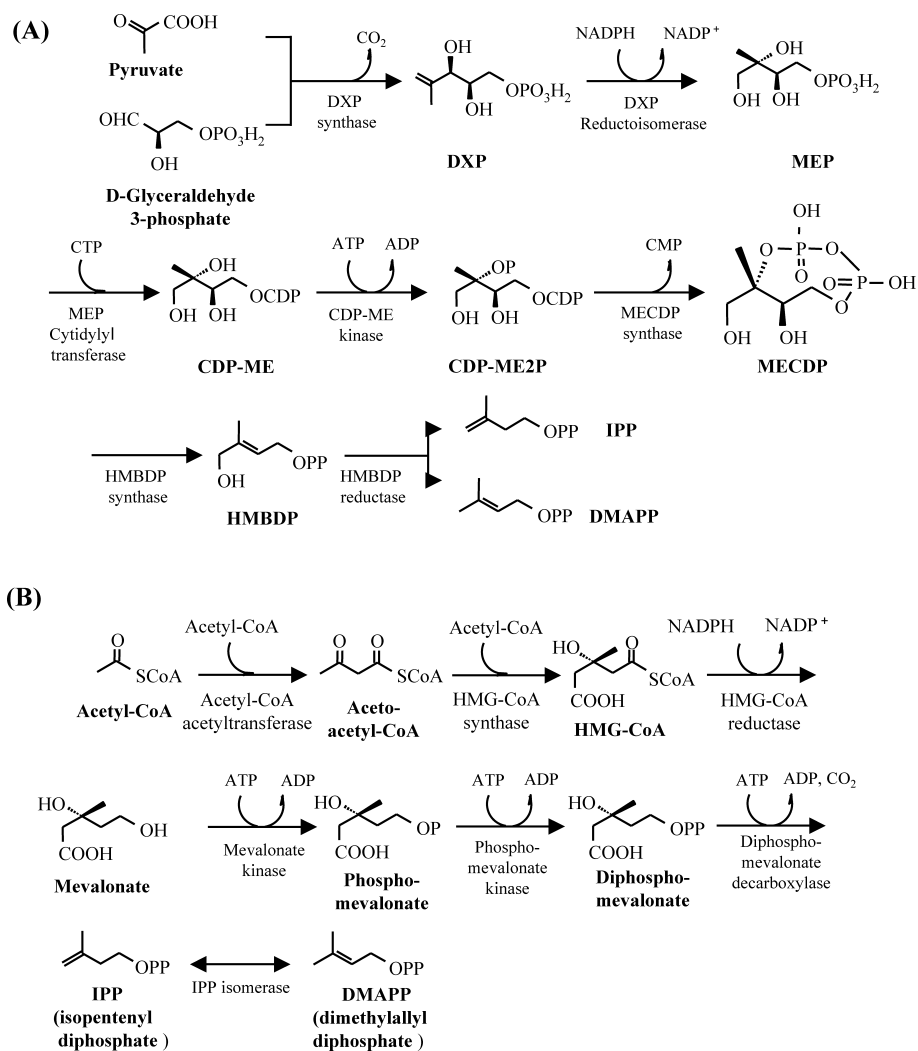 (A)
O COOH
Pyruvate
OHC OPO3H2
OH
D-Glyceraldehyde
3-phosphate
CO2
DXP
synthase
OH
OPO3H2
OH
DXP
NADPH NADP+
DXP
Reductoisomerase
OH
OPO3H2
OH OH
MEP
CTP
MEP
Cytidylyl
transferase
OH
OCDP
OH OH
CDP-ME
ATP ADP
CDP-ME
kinase
OP
OCDP
OH OH
CDP-ME2P
CMP
MECDP
synthase
OH
O P O
O O P OH
O
OH OH
MECDP
HMBDP
synthase
OPP
OH
HMBDP
HMBDP
reductase
OPP IPP
OPP DMAPP
(B)
O
SCoA
Acetyl-CoA
Acetyl-CoA
Acetyl-CoA
acetyltransferase
O O
SCoA
Aceto-
acetyl-CoA
Acetyl-CoA
HMG-CoA
synthase
HO O
SCoA
COOH
HMG-CoA
NADPH NADP+
HMG-CoA
reductase
HO
OH
COOH
Mevalonate
ATP ADP
Mevalonate
kinase
HO
OP
COOH
Phospho-
mevalonate
ATP ADP
Phospho-
mevalonate
kinase
HO
OPP
COOH
Diphospho-
mevalonate
ATP ADP, CO2
Diphospho-
mevalonate
decarboxylase
OPP
IPP
(isopentenyl
diphosphate )
IPP isomerase
OPP
DMAPP
(dimethylallyl
diphosphate )